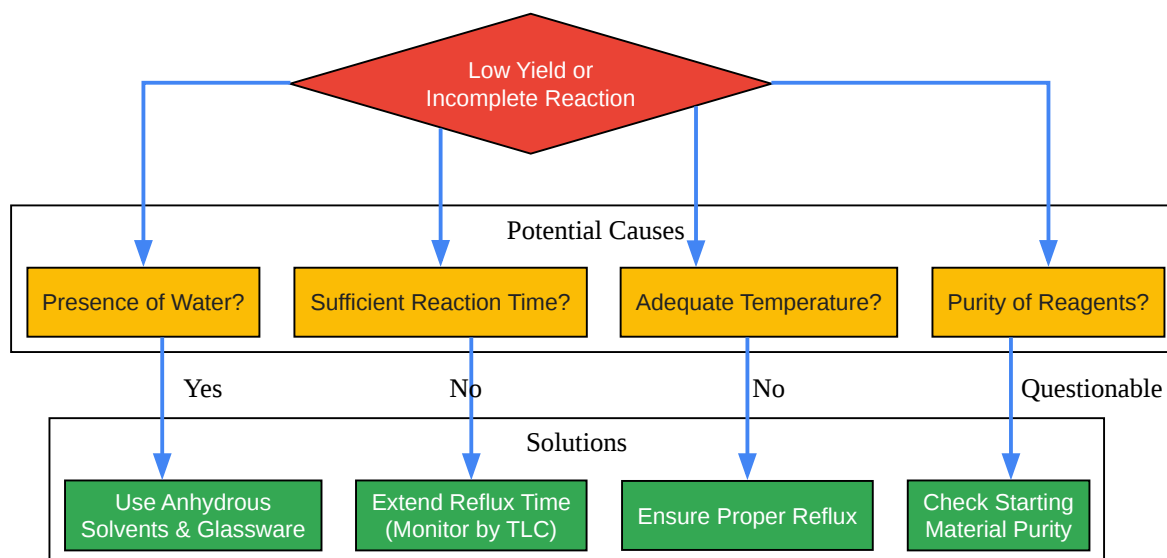 Low Yield or
Incomplete Reaction
Potential Causes
Presence of Water?
Sufficient Reaction Time?
Adequate Temperature?
Purity of Reagents?
Yes
No
No
Questionable
Solutions
Use Anhydrous
Solvents & Glassware
Extend Reflux Time
(Monitor by TLC)
Ensure Proper Reflux
Check Starting
Material Purity